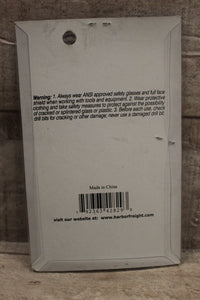 Warning: 1. Always wear ANSI approved safety glasses and full face
shield when working with tools and equipment. 2. Wear protective
clothing and take safety measures to protect against the possibility
of cracked or splintered glass or plastic. 3. Before each use, check
drill bits for cracking or other damage; never use a damaged drill bit
Made in China
visit our website at: www.harborfreight.com